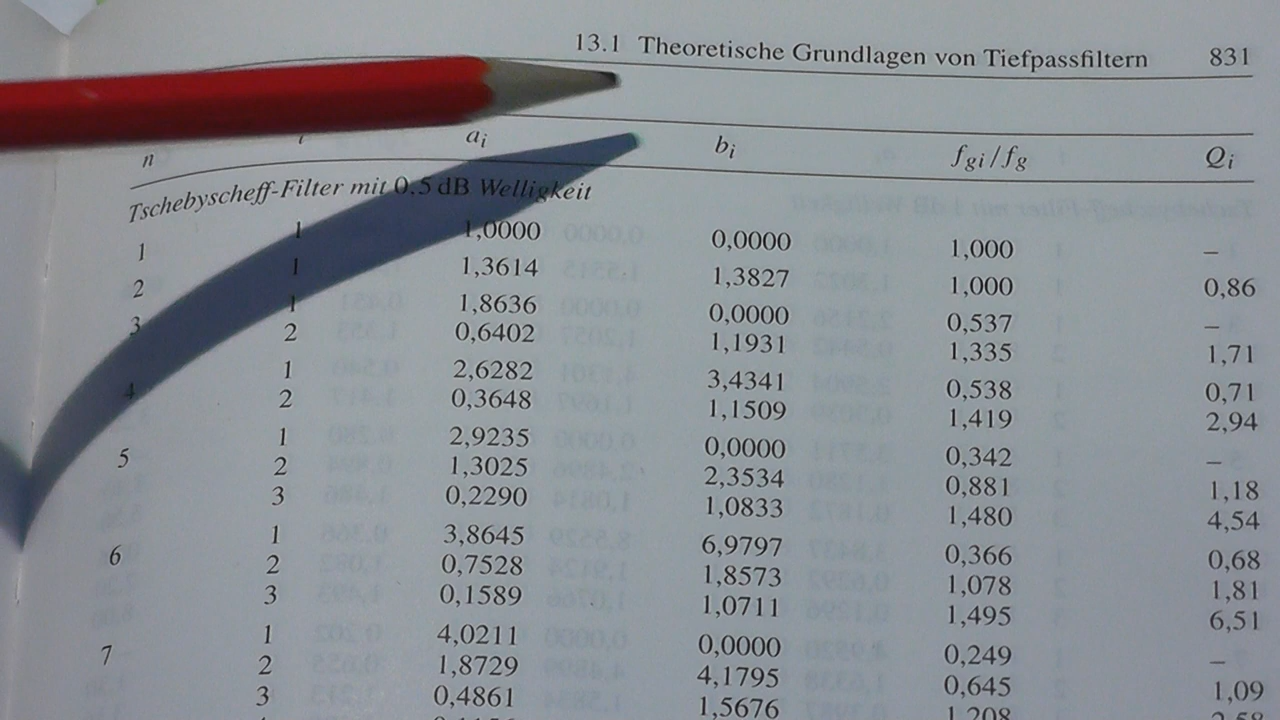 13.1 Theoretische Grundlagen von Tiefpassfiltern 831
n i ai bi fgi/fg Qi
Tschebyscheff-Filter mit 0.5 dB Welligkeit
1 1 1,0000 0,0000 1,000 –
2 1 1,3614 1,3827 1,000 0,86
3 1 1,8636 0,0000 0,537 –
2 0,6402 1,1931 1,335 1,71
4 1 2,6282 3,4341 0,538 0,71
2 0,3648 1,1509 1,419 2,94
5 1 2,9235 0,0000 0,342 –
2 1,3025 2,3534 0,881 1,18
3 0,2290 1,0833 1,480 4,54
6 1 3,8645 6,9797 0,366 0,68
2 0,7528 1,8573 1,078 1,81
3 0,1589 1,0711 1,495 6,51
7 1 4,0211 0,0000 0,249 –
2 1,8729 4,1795 0,645 1,09
3 0,4861 1,5676 1,208